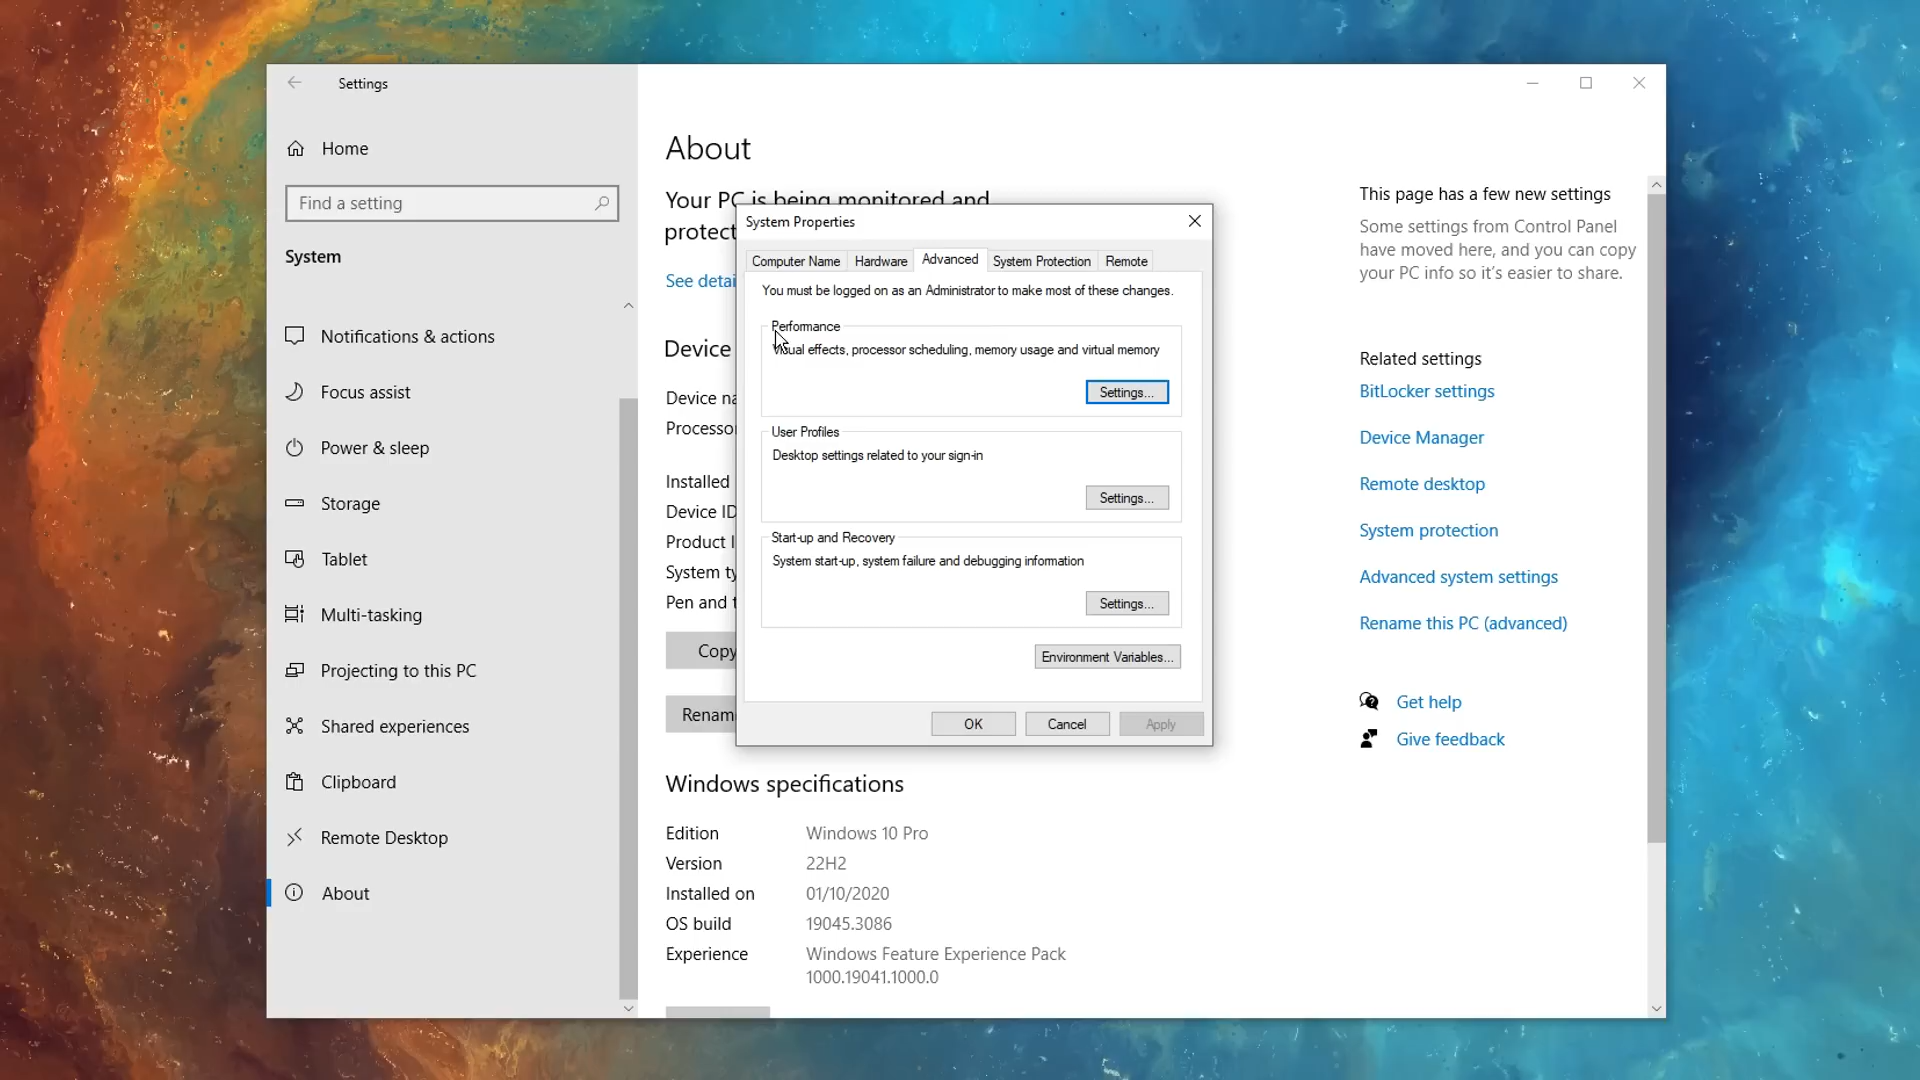 Settings
Home
Find a setting
System
Notifications & actions
Focus assist
Power & sleep
Storage
Tablet
Multi-tasking
Projecting to this PC
Shared experiences
Clipboard
Remote Desktop
About
About
Your PC is being monitored and
protect
See detai
Device
Device na
Processor
Installed
Device ID
Product I
System ty
Pen and t
Copy
Renam
System Properties
Computer Name
Hardware
Advanced
System Protection
Remote
You must be logged on as an Administrator to make most of these changes.
Performance
Visual effects, processor scheduling, memory usage and virtual memory
Settings...
User Profiles
Desktop settings related to your sign-in
Settings...
Start-up and Recovery
System start-up, system failure and debugging information
Settings...
Environment Variables...
OK
Cancel
Apply
Windows specifications
Edition Windows 10 Pro
Version 22H2
Installed on 01/10/2020
OS build 19045.3086
Experience Windows Feature Experience Pack
1000.19041.1000.0
This page has a few new settings
Some settings from Control Panel
have moved here, and you can copy
your PC info so it's easier to share.
Related settings
BitLocker settings
Device Manager
Remote desktop
System protection
Advanced system settings
Rename this PC (advanced)
Get help
Give feedback